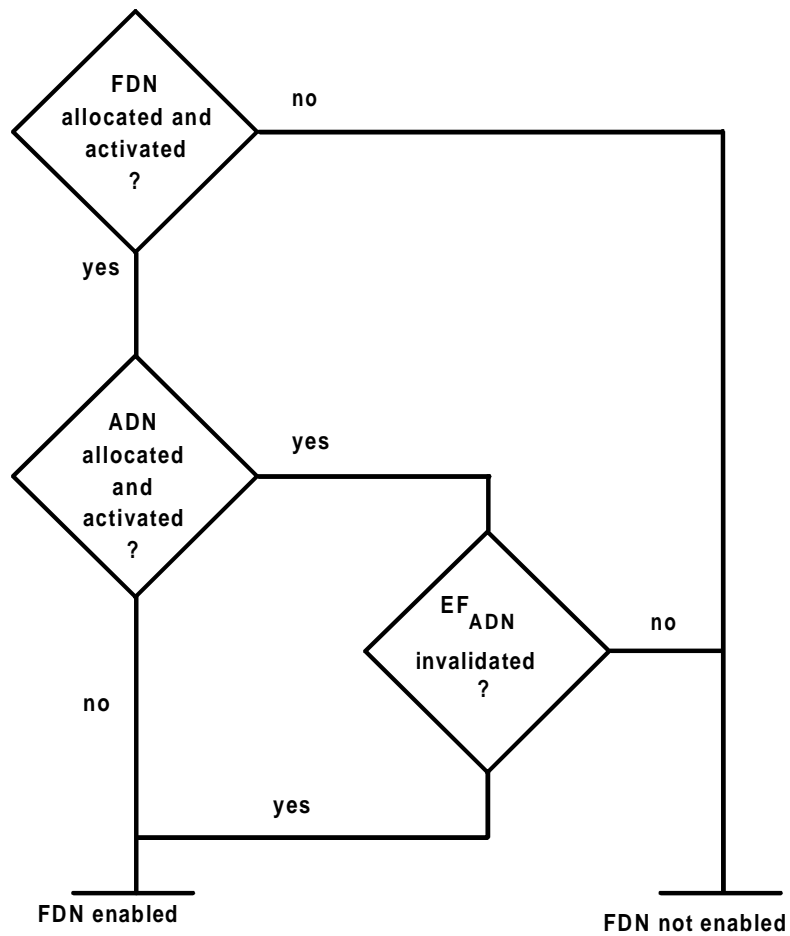 FDN
allocated and
activated
?
no
yes
ADN
allocated
and
activated
?
yes
EF ADN
invalidated
?
no
no
yes
FDN enabled
FDN not enabled